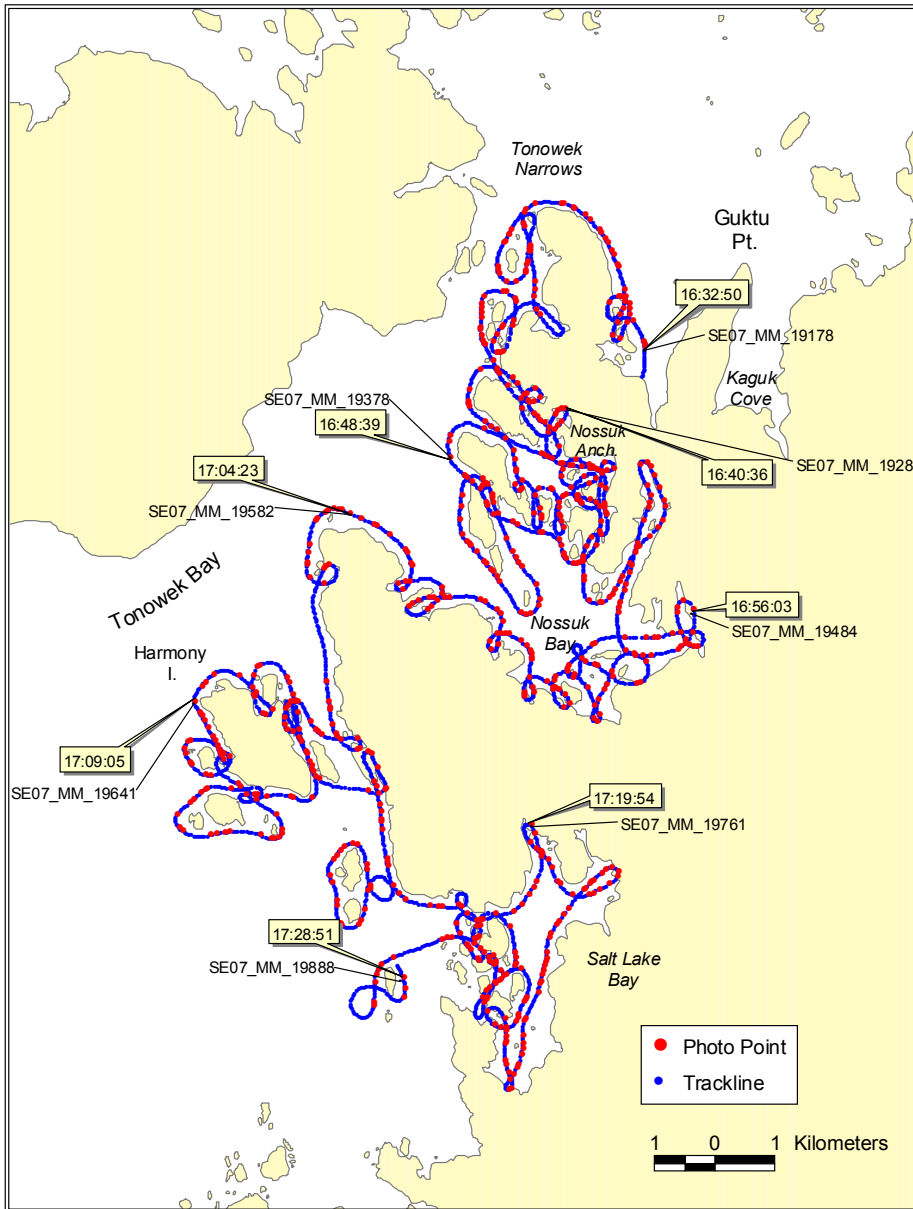 Tonowek
Narrows
Guktu
Pt.
16:32:50
SE07_MM_19178
Kaguk
Cove
SE07_MM_19378
16:48:39
Nossuk
Anch.
SE07_MM_1928
16:40:36
17:04:23
SE07_MM_19582
Tonowek Bay
16:56:03
SE07_MM_19484
Nossuk
Bay
Harmony
I.
17:09:05
SE07_MM_19641
17:19:54
SE07_MM_19761
17:28:51
SE07_MM_19888
Salt Lake
Bay
Photo Point
Trackline
1 0 1 Kilometers